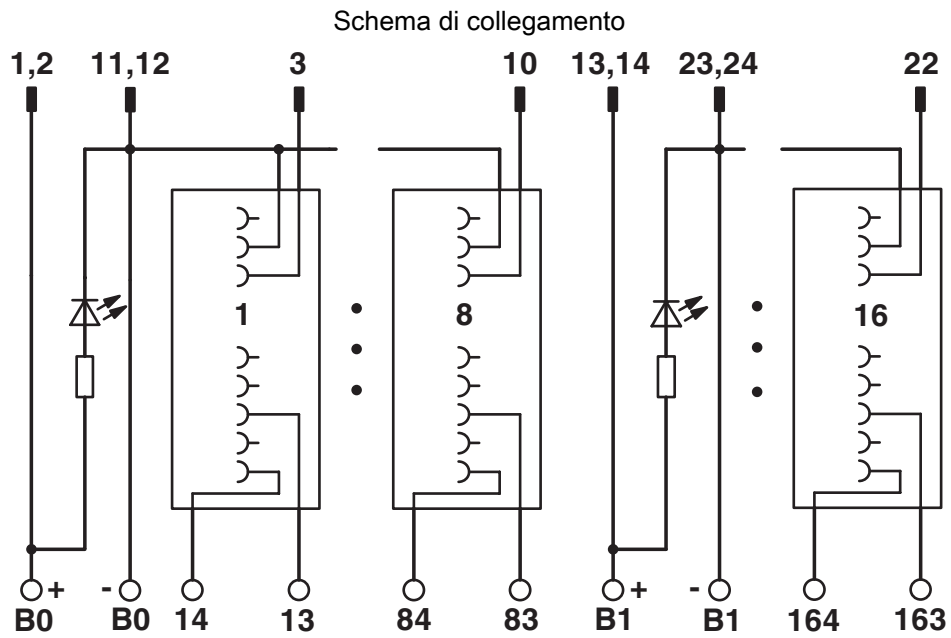 Schema di collegamento
1,2 11,12 3 10 13,14 23,24 22
1 8 16
+ - + -
B0 B0 14 13 84 83 B1 B1 164 163